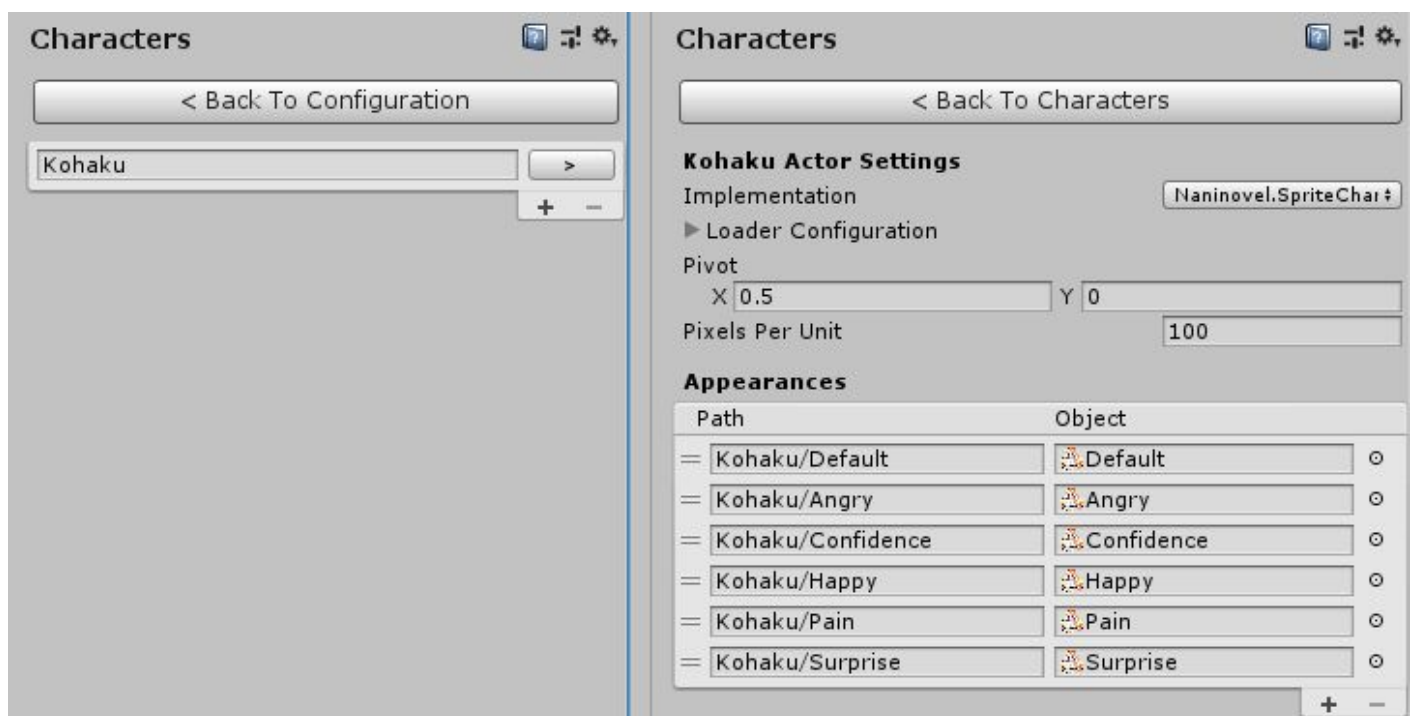 Characters
< Back To Configuration
Kohaku
>
+ −
Characters
< Back To Characters
Kohaku Actor Settings
Implementation Naninovel.SpriteChar
Loader Configuration
Pivot
X 0.5 Y 0
Pixels Per Unit 100
Appearances
Path Object
Kohaku/Default Default
Kohaku/Angry Angry
Kohaku/Confidence Confidence
Kohaku/Happy Happy
Kohaku/Pain Pain
Kohaku/Surprise Surprise
+ −